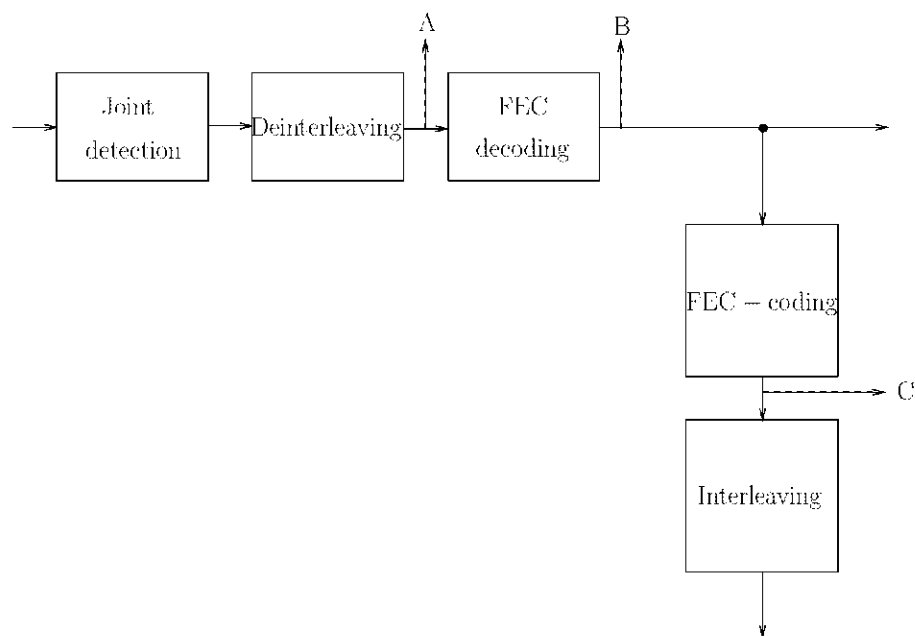 A
B
Joint
detection
Deinterleaving
FEC
decoding
FEC – coding
C
Interleaving